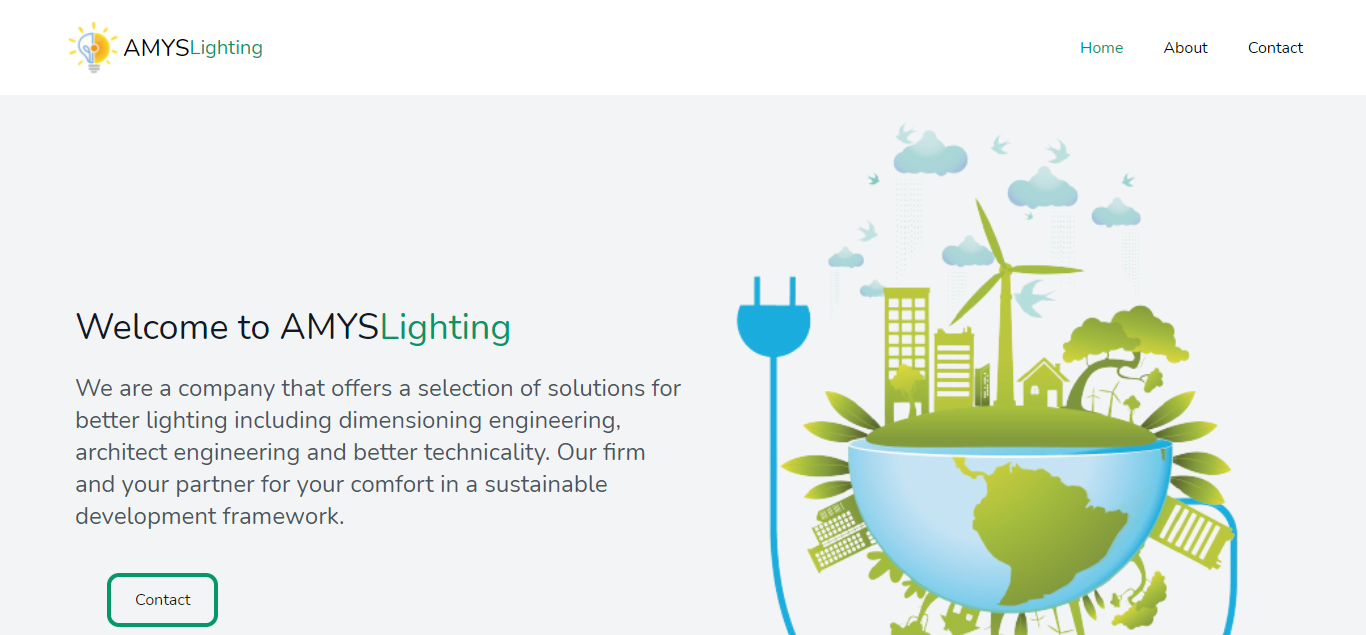 AMYSLighting
Home About Contact
Welcome to AMYSLighting
We are a company that offers a selection of solutions for
better lighting including dimensioning engineering,
architect engineering and better technicality. Our firm
and your partner for your comfort in a sustainable
development framework.
Contact